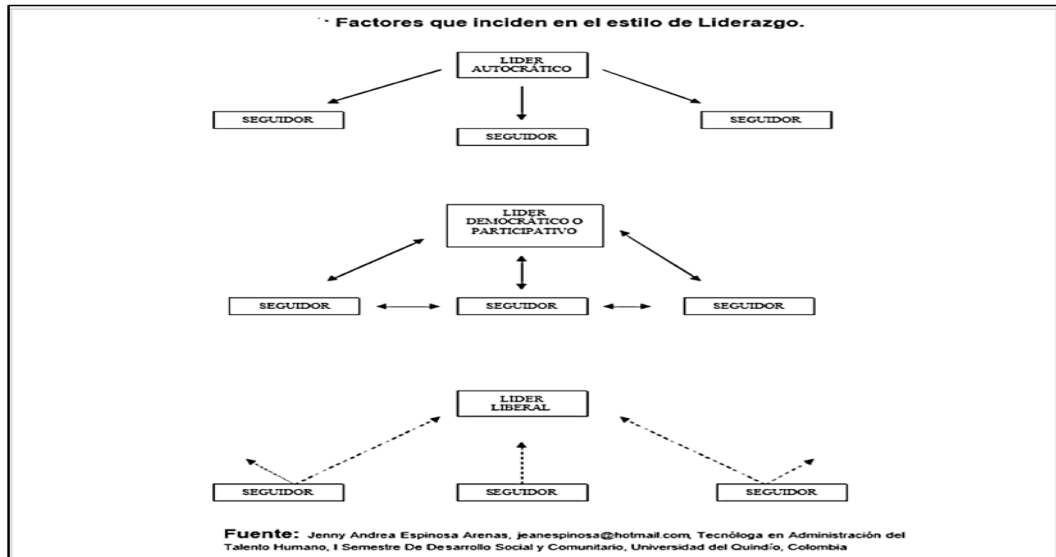 Factores que inciden en el estilo de Liderazgo.
LIDER
AUTOCRÁTICO
SEGUIDOR
SEGUIDOR
SEGUIDOR
LIDER
DEMOCRÁTICO O
PARTICIPATIVO
SEGUIDOR
SEGUIDOR
SEGUIDOR
LIDER
LIBERAL
SEGUIDOR
SEGUIDOR
SEGUIDOR
Fuente: Jenny Andrea Espinosa Arenas, jeanespinosa@hotmail.com, Tecnóloga en Administración del
Talento Humano, I Semestre De Desarrollo Social y Comunitario, Universidad del Quindío, Colombia